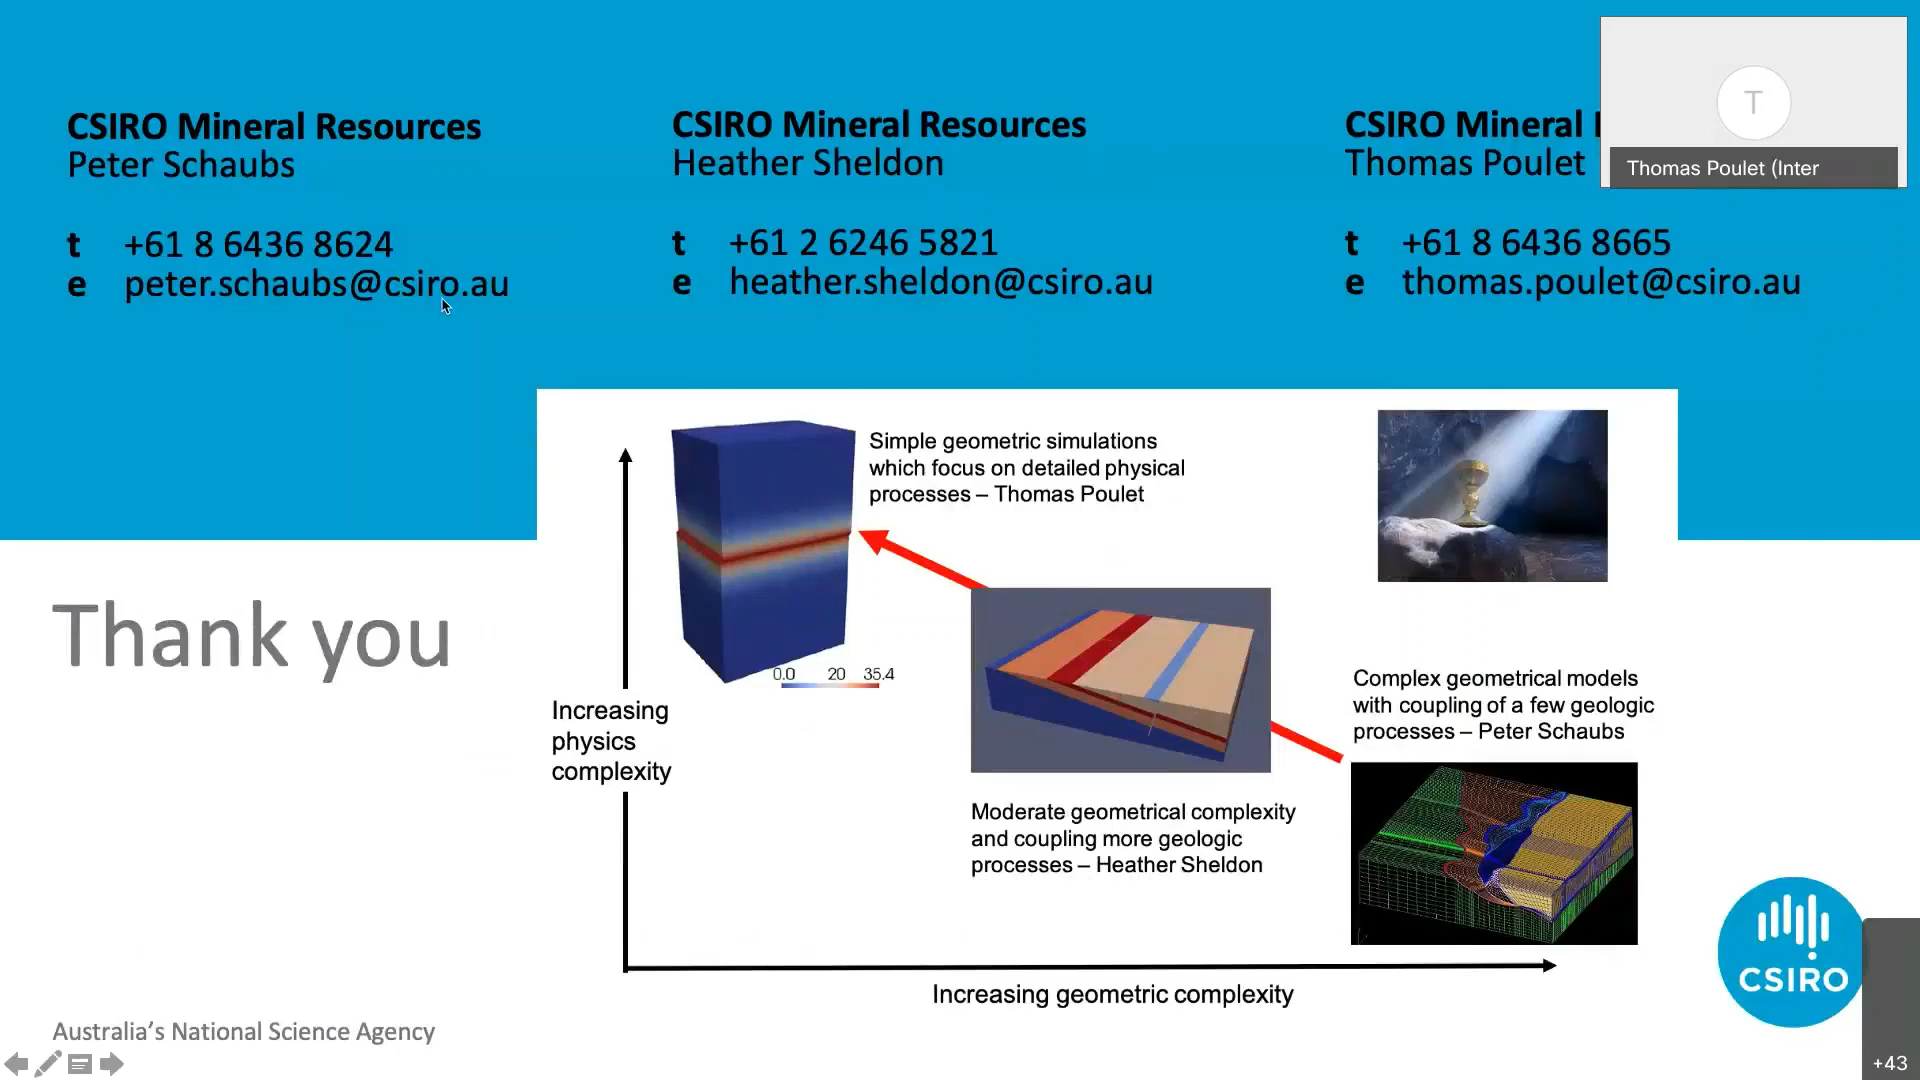 CSIRO Mineral Resources
Peter Schaubs
t +61 8 6436 8624
e peter.schaubs@csiro.au
CSIRO Mineral Resources
Heather Sheldon
t +61 2 6246 5821
e heather.sheldon@csiro.au
CSIRO Mineral
Thomas Poulet
t +61 8 6436 8665
e thomas.poulet@csiro.au
T
Thomas Poulet (Inter
Thank you
Simple geometric simulations
which focus on detailed physical
processes – Thomas Poulet
0.0 20 35.4
Increasing
physics
complexity
Complex geometrical models
with coupling of a few geologic
processes – Peter Schaubs
Moderate geometrical complexity
and coupling more geologic
processes – Heather Sheldon
Increasing geometric complexity
CSIRO
Australia's National Science Agency
+43